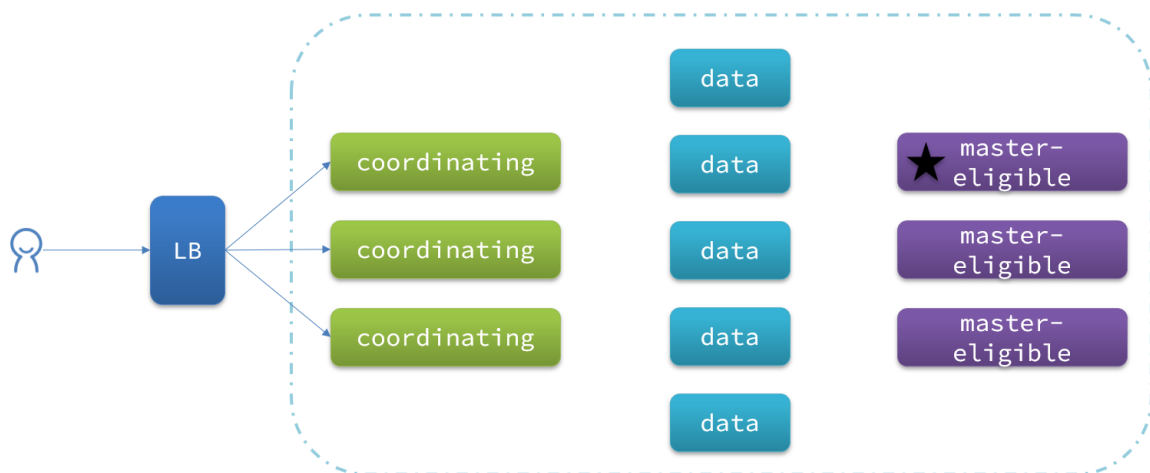 LB
coordinating
coordinating
coordinating
data
data
data
data
data
master-
eligible
master-
eligible
master-
eligible